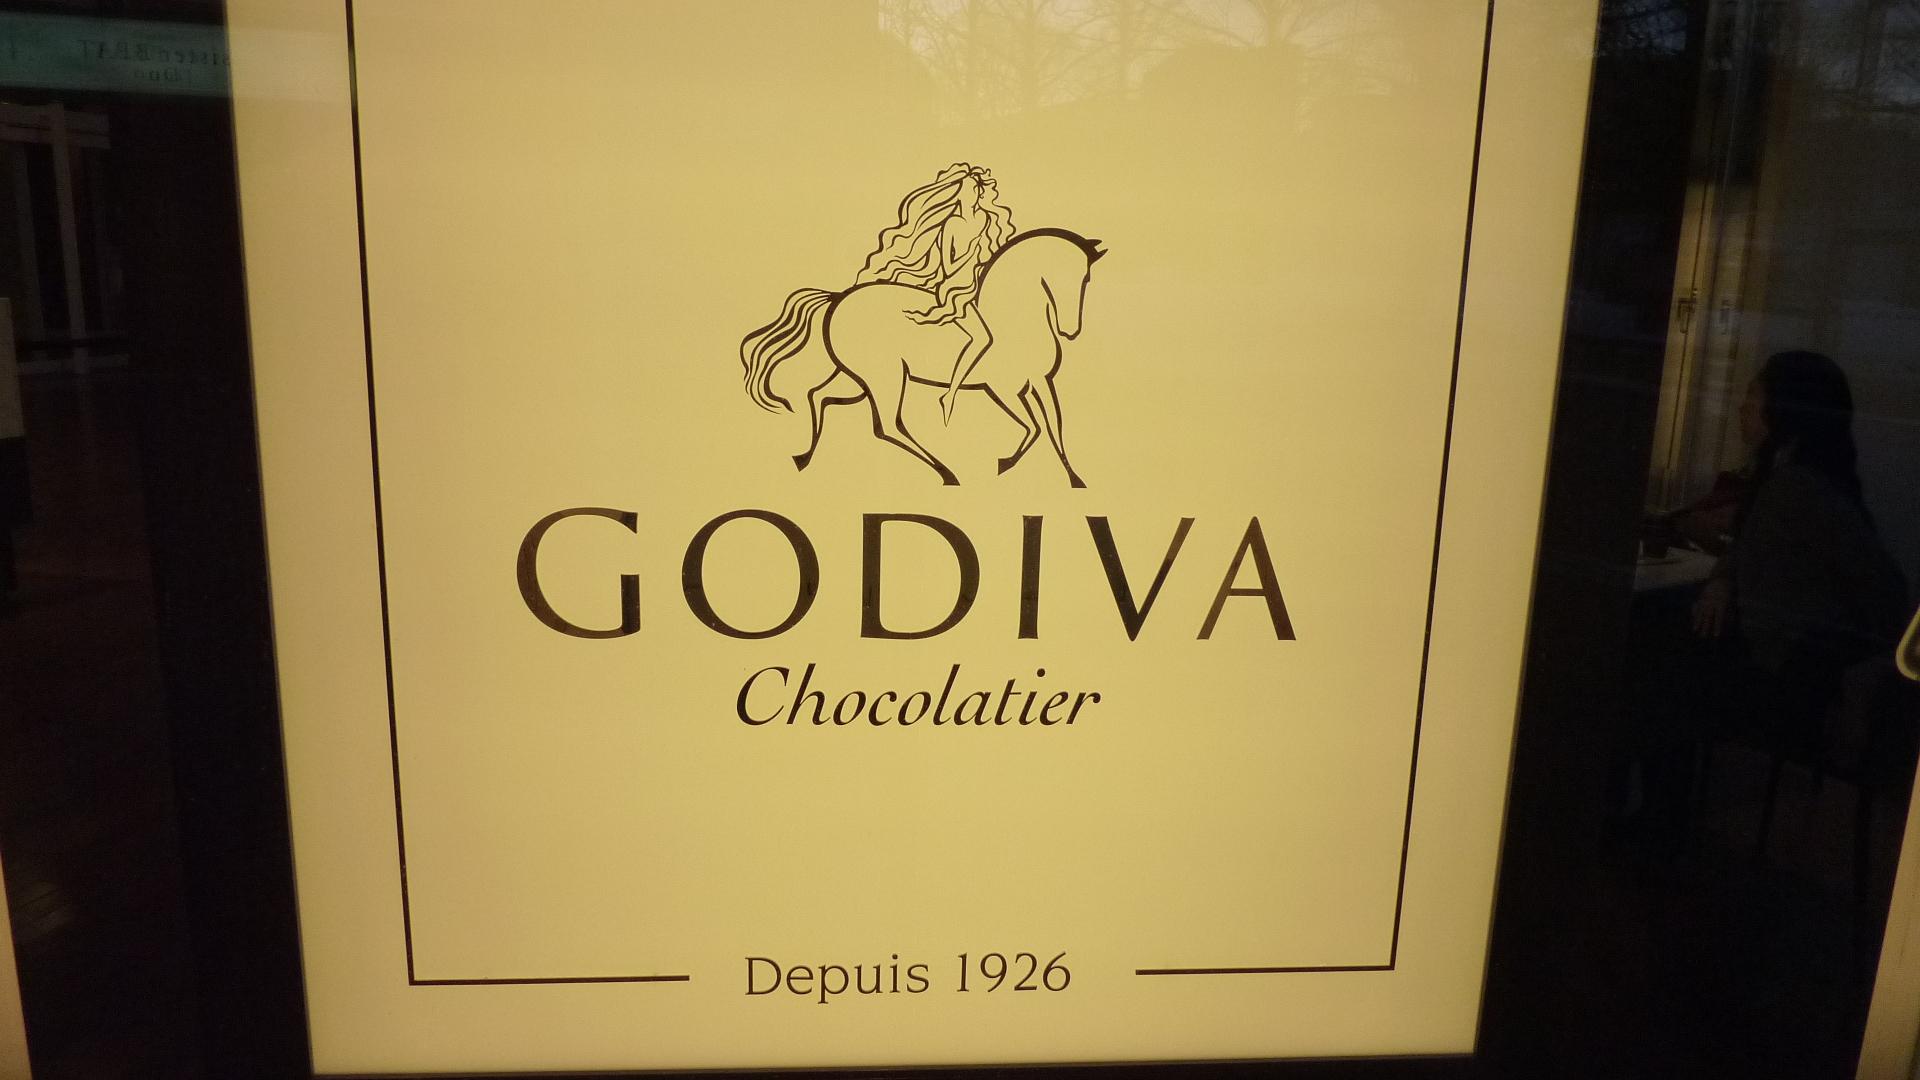 GODIVA
Chocolatier
Depuis 1926